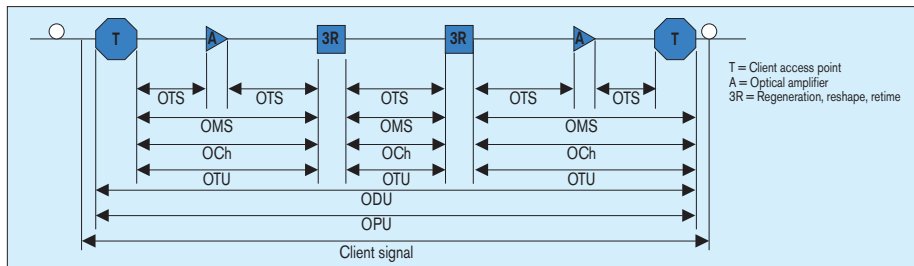 T A 3R 3R A T
T = Client access point
A = Optical amplifier
3R = Regeneration, reshape, retime
OTS OTS OTS OTS OTS
OMS OMS OMS
OCh OCh OCh
OTU OTU OTU
ODU
OPU
Client signal